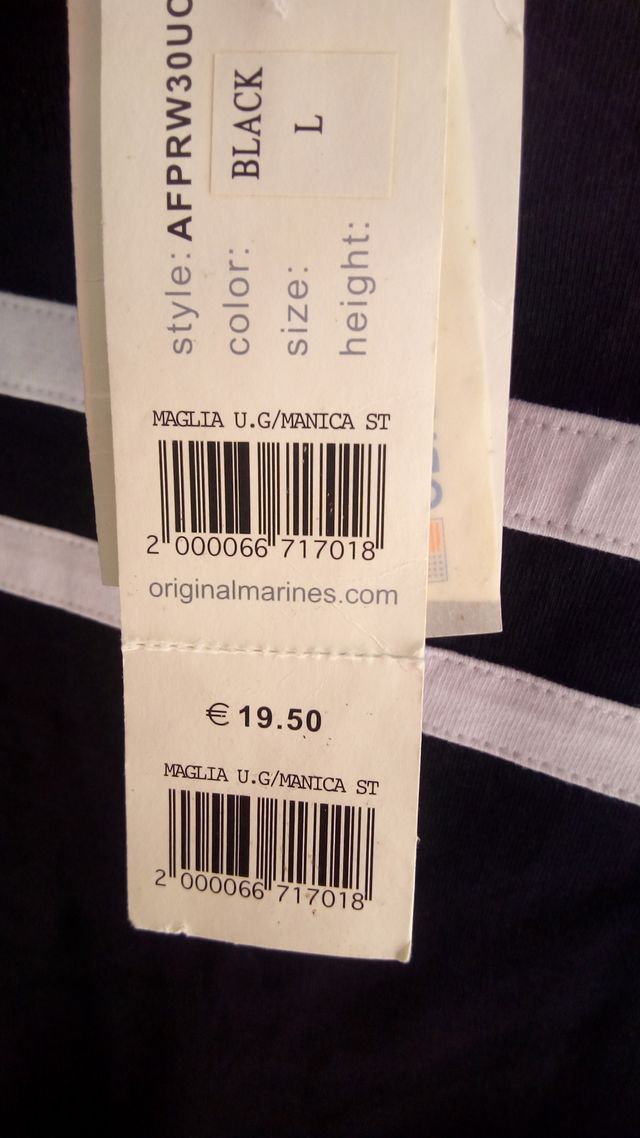 style: AFPRW30UC
color: BLACK
size: L
height:
MAGLIA U.G/MANICA ST
2 000066 717018
originalmarines.com
€ 19.50
MAGLIA U.G/MANICA ST
2 000066 717018